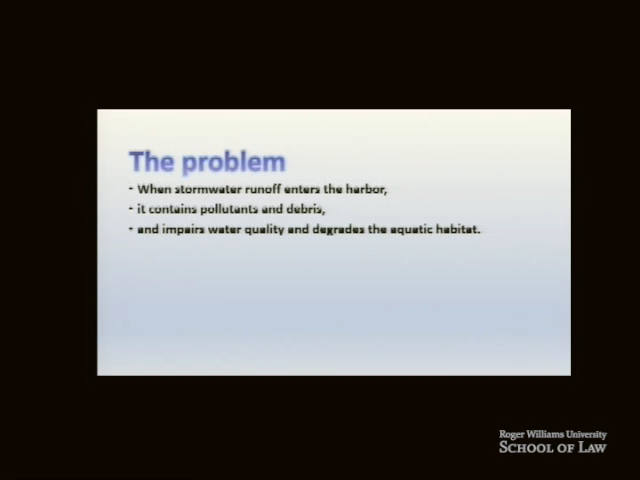 The problem
- When stormwater runoff enters the harbor,
- it contains pollutants and debris,
- and impairs water quality and degrades the aquatic habitat.
Roger Williams University
SCHOOL OF LAW